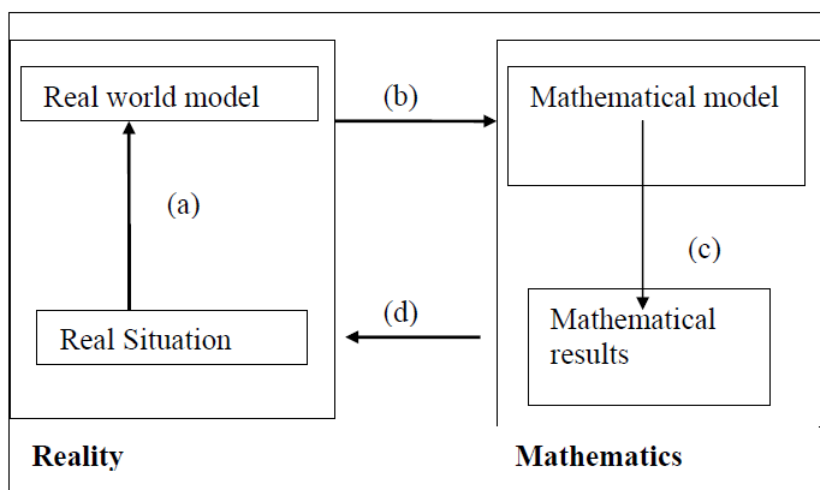 Real world model
(b)
Mathematical model
(a)
(c)
Real Situation
(d)
Mathematical
results
Reality
Mathematics